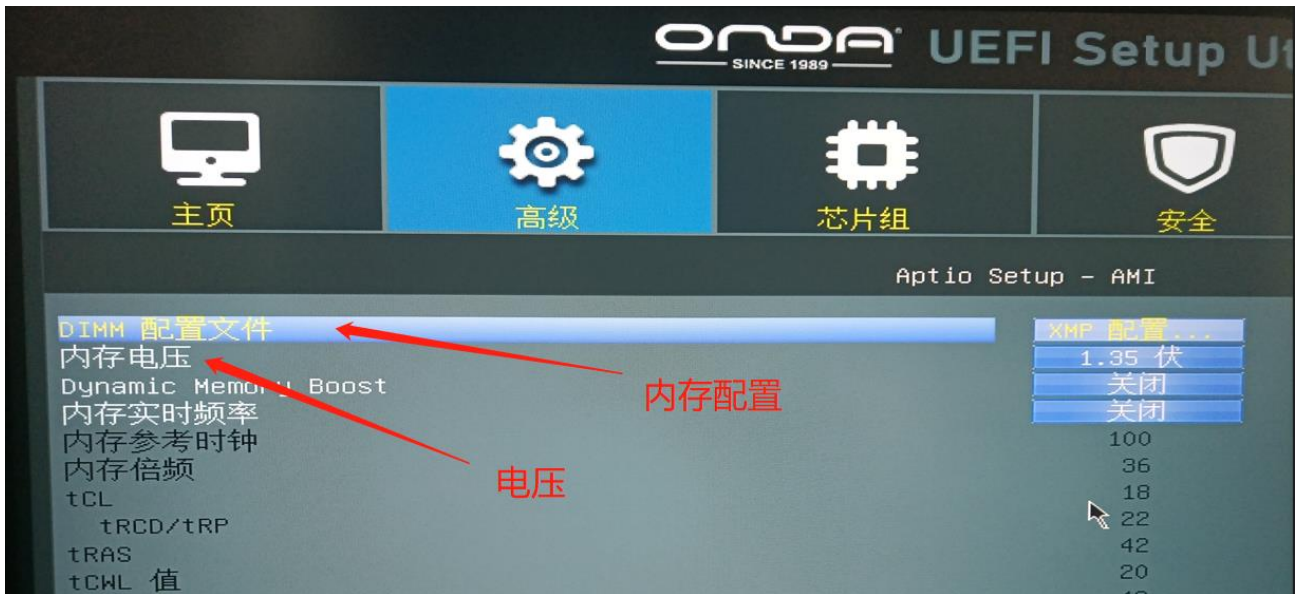 ONDA UEFI Setup Ut
SINCE 1989
主页 高级 芯片组 安全
Aptio Setup - AMI
DIMM 配置文件 XMP 配置...
内存电压 1.35 伏
Dynamic Memory Boost 关闭
内存实时频率 关闭
内存配置
内存参考时钟 100
内存倍频 36
电压
tCL 18
tRCD/tRP 22
tRAS 42
tCWL 值 20